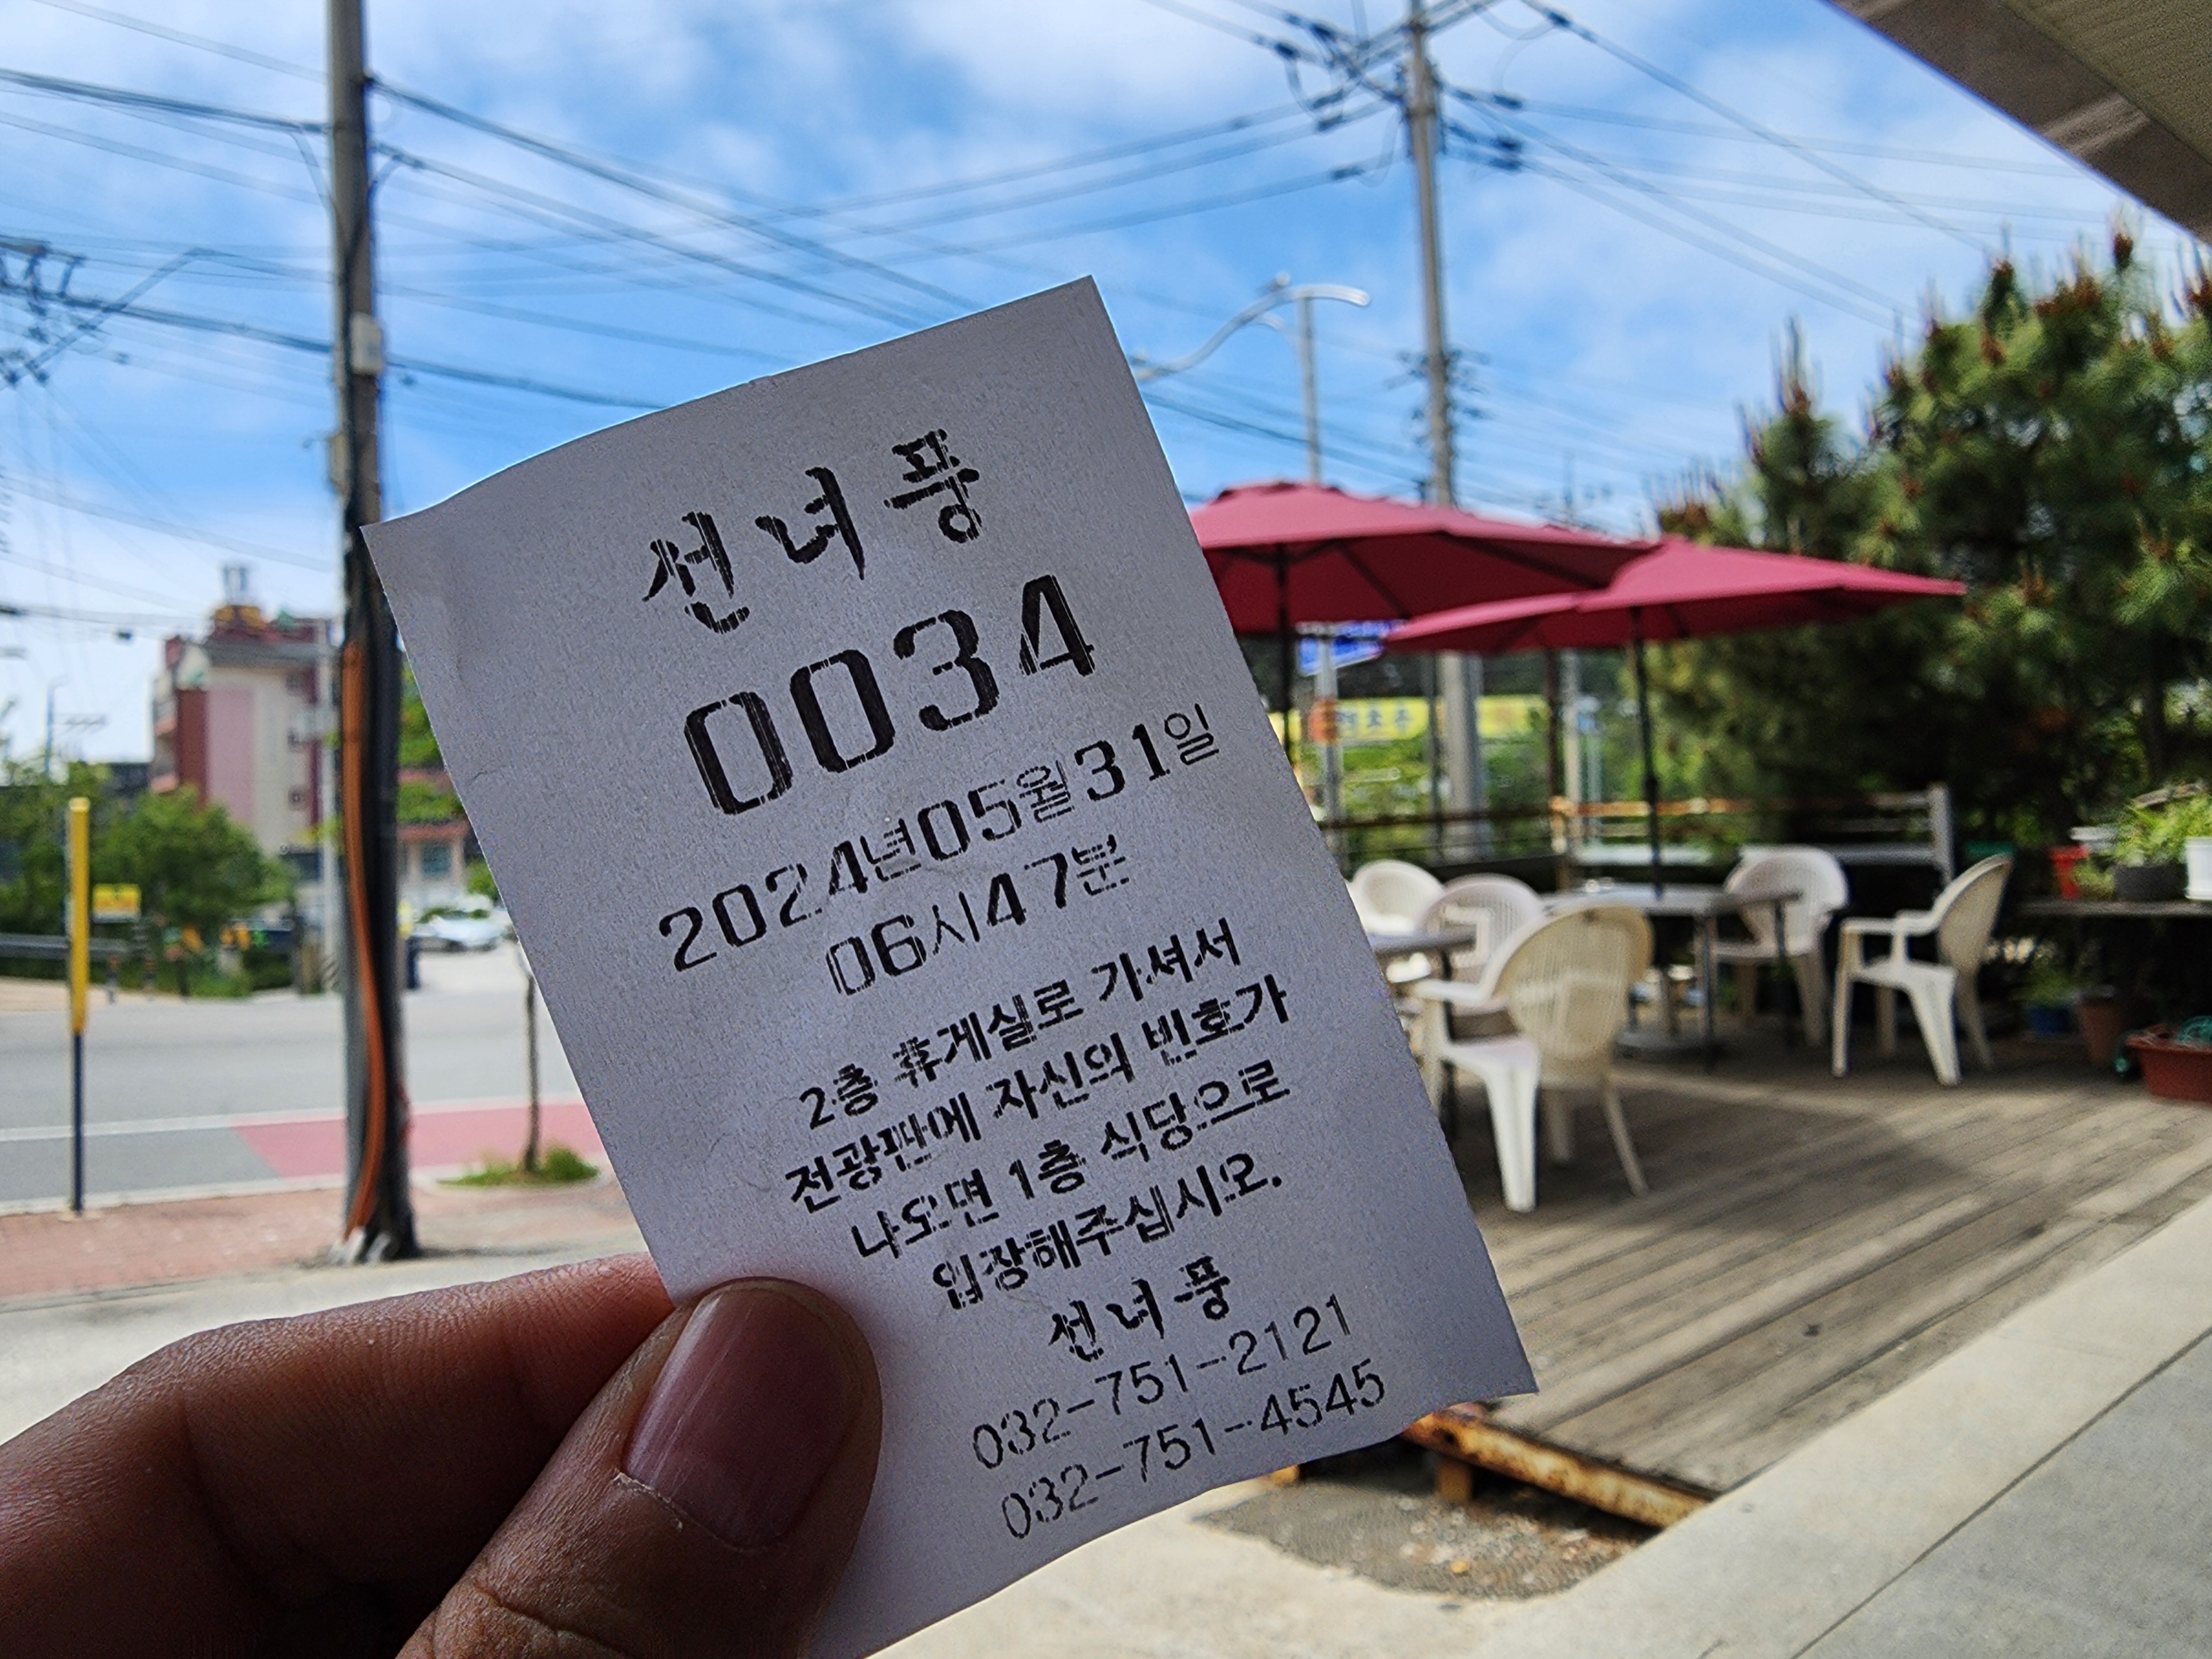 선녀풍
0034
2024년05월31일
06시47분
2층 휴게실로 가셔서
전광판에 자신의 번호가
나오면 1층 식당으로
입장해주십시오.
선녀풍
032-751-2121
032-751-4545